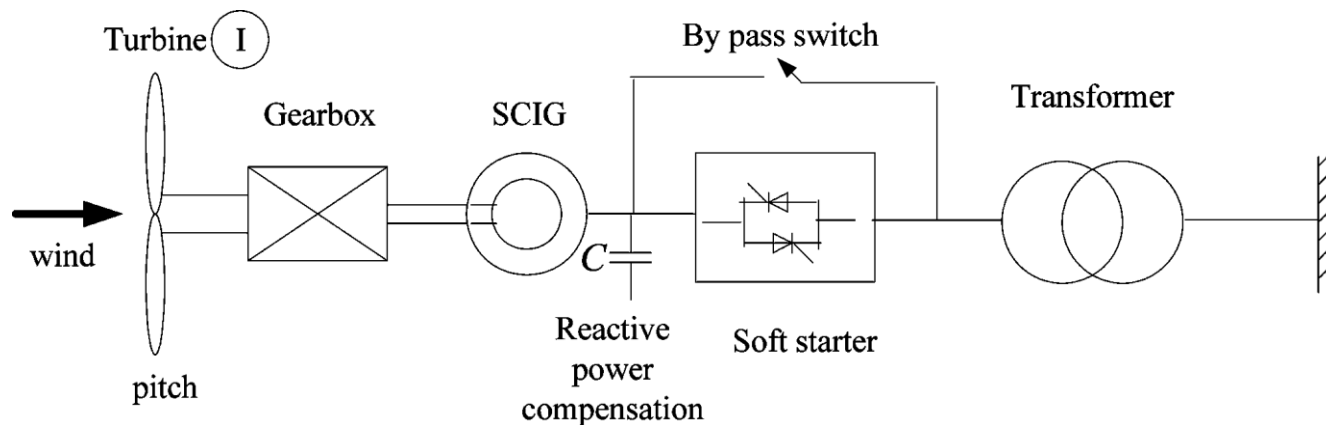 Turbine I
By pass switch
Gearbox
SCIG
Transformer
wind
C
Reactive
power
compensation
Soft starter
pitch